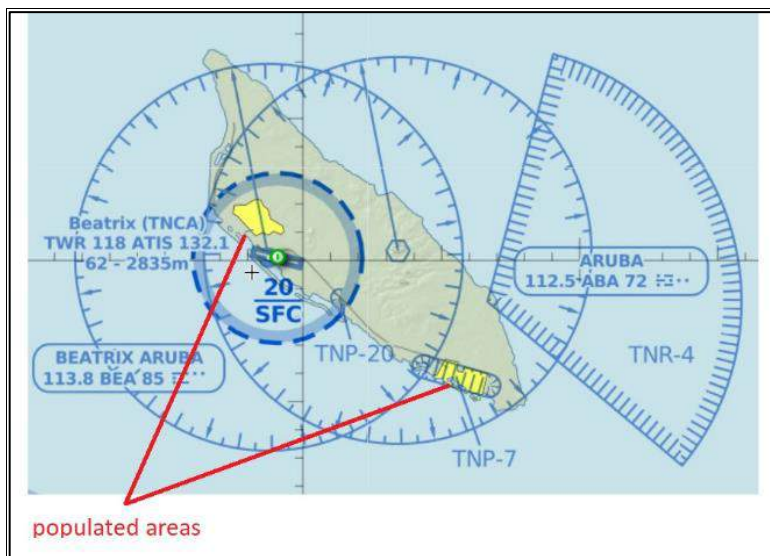 Beatrix (TNCA)
TWR 118 ATIS 132.1
62 - 2835m
20
SFC
ARUBA
112.5 ABA 72
BEATRIX ARUBA
113.8 BEA 85
TNP-20
TNR-4
TNP-7
populated areas